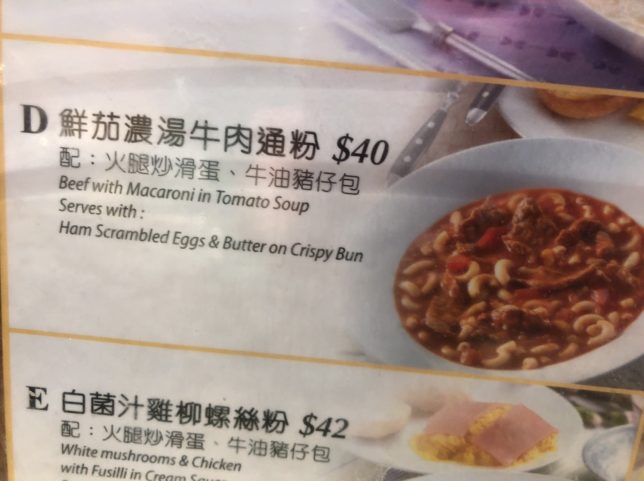 D 鮮茄濃湯牛肉通粉 $40
配：火腿炒滑蛋、牛油豬仔包
Beef with Macaroni in Tomato Soup
Serves with :
Ham Scrambled Eggs & Butter on Crispy Bun
E 白菌汁雞柳螺絲粉 $42
配：火腿炒滑蛋、牛油豬仔包
White mushrooms & Chicken
with Fusilli in Cream Sauce